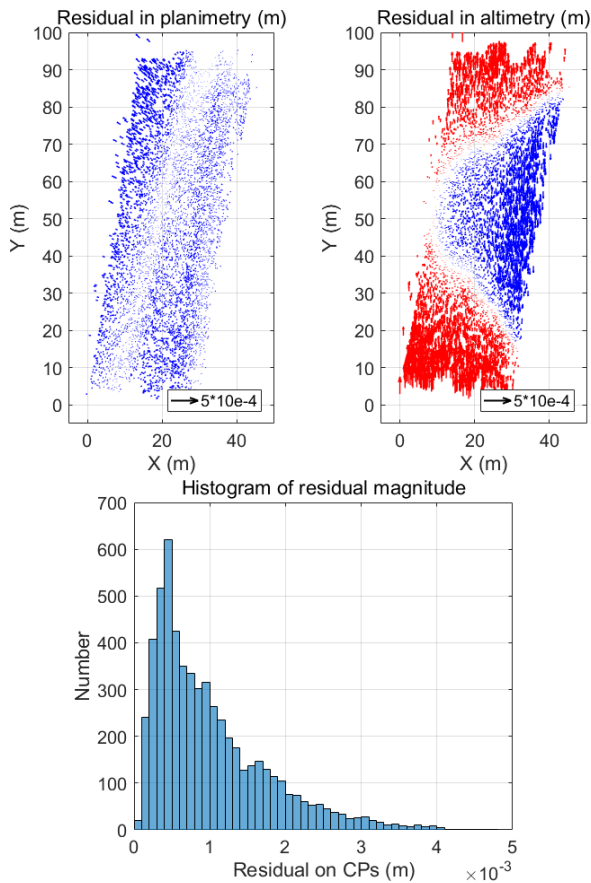 Residual in planimetry (m)
100
90
80
70
60
50
40
30
20
10
0
Y (m)
5*10e-4
0 20 40
X (m)
Residual in altimetry (m)
100
90
80
70
60
50
40
30
20
10
0
Y (m)
5*10e-4
0 20 40
X (m)
Histogram of residual magnitude
700
600
500
400
300
200
100
0
Number
0 1 2 3 4 5
Residual on CPs (m)
×10⁻³